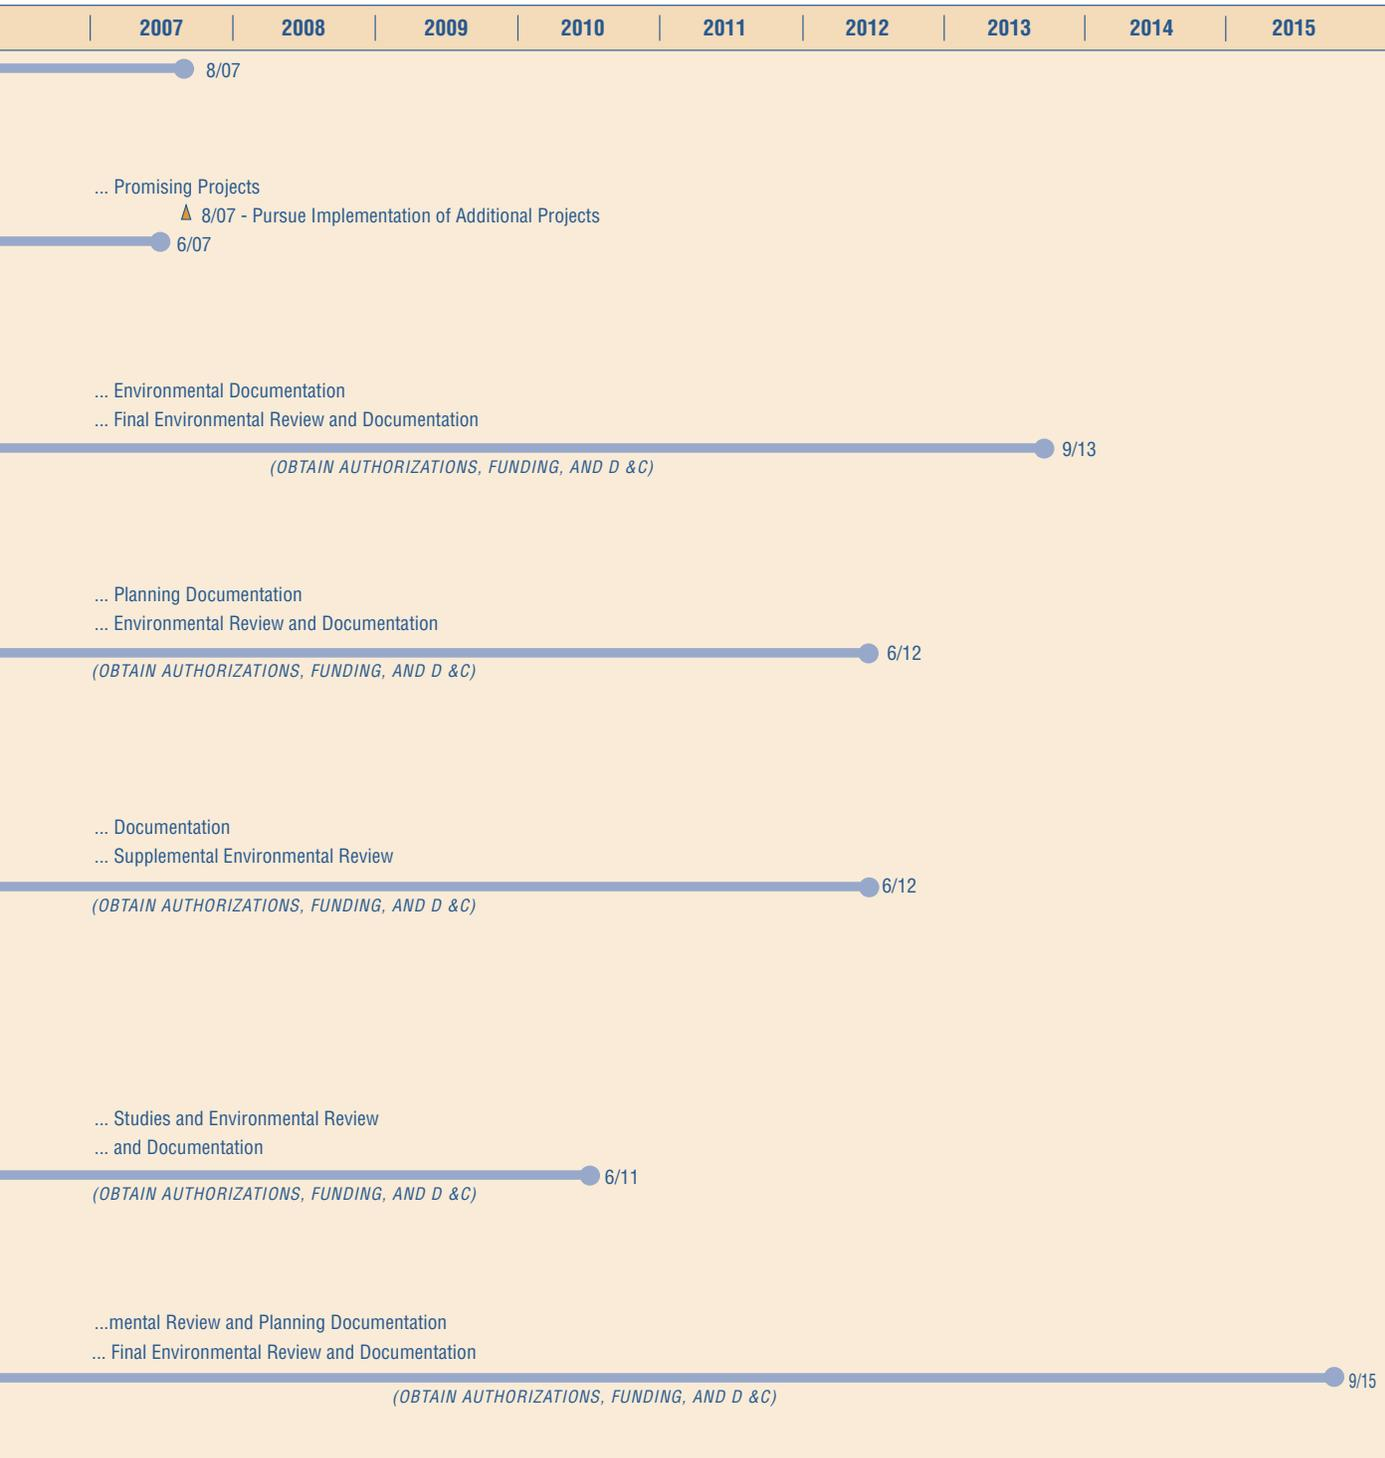 2007 2008 2009 2010 2011 2012 2013 2014 2015
8/07
... Promising Projects
8/07 - Pursue Implementation of Additional Projects
6/07
... Environmental Documentation
... Final Environmental Review and Documentation
9/13
(OBTAIN AUTHORIZATIONS, FUNDING, AND D &C)
... Planning Documentation
... Environmental Review and Documentation
6/12
(OBTAIN AUTHORIZATIONS, FUNDING, AND D &C)
... Documentation
... Supplemental Environmental Review
6/12
(OBTAIN AUTHORIZATIONS, FUNDING, AND D &C)
... Studies and Environmental Review
... and Documentation
6/11
(OBTAIN AUTHORIZATIONS, FUNDING, AND D &C)
...mental Review and Planning Documentation
... Final Environmental Review and Documentation
9/15
(OBTAIN AUTHORIZATIONS, FUNDING, AND D &C)